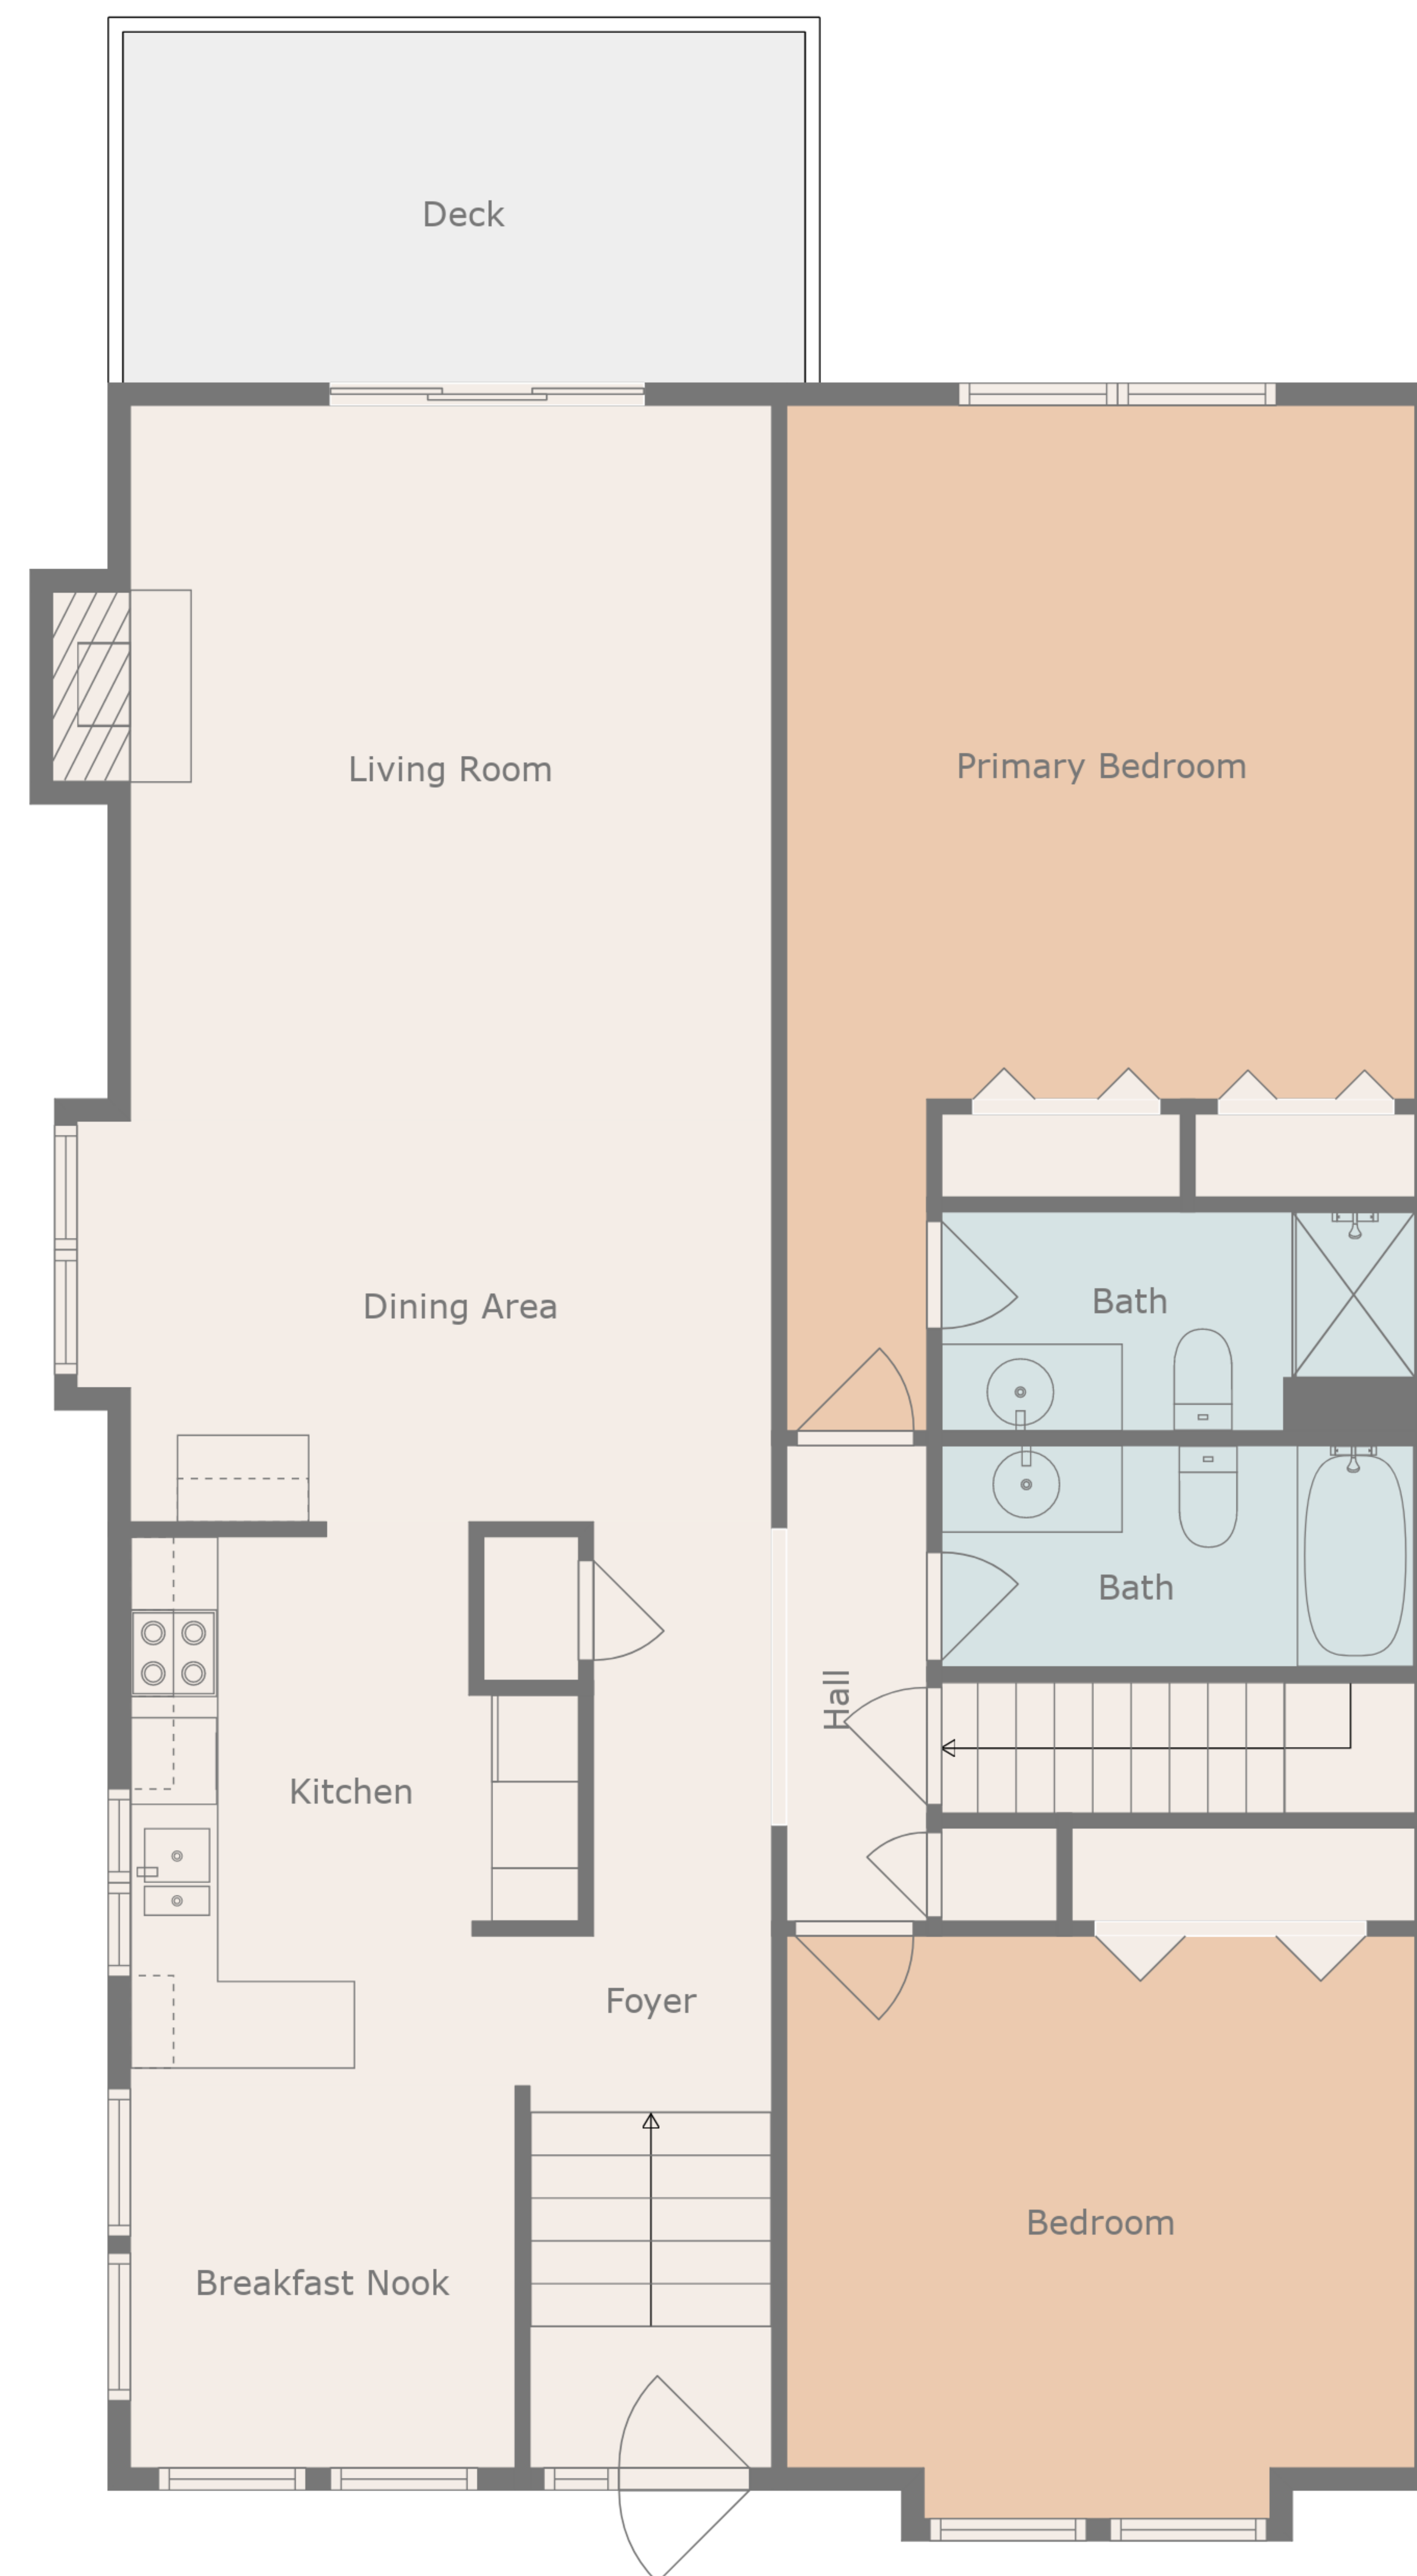 Deck
Living Room
Primary Bedroom
Dining Area
Bath
Bath
Hall
Kitchen
Foyer
Bedroom
Breakfast Nook